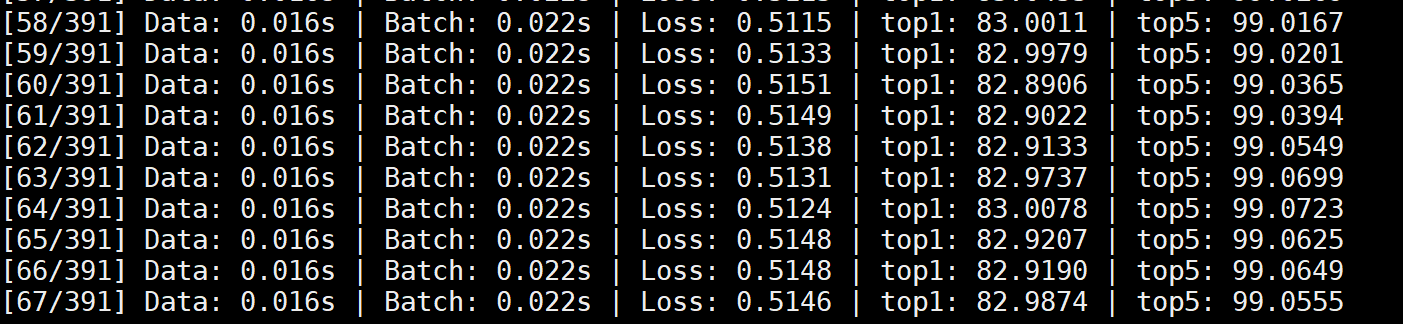 [58/391] Data: 0.016s | Batch: 0.022s | Loss: 0.5115 | top1: 83.0011 | top5: 99.0167
[59/391] Data: 0.016s | Batch: 0.022s | Loss: 0.5133 | top1: 82.9979 | top5: 99.0201
[60/391] Data: 0.016s | Batch: 0.022s | Loss: 0.5151 | top1: 82.8906 | top5: 99.0365
[61/391] Data: 0.016s | Batch: 0.022s | Loss: 0.5149 | top1: 82.9022 | top5: 99.0394
[62/391] Data: 0.016s | Batch: 0.022s | Loss: 0.5138 | top1: 82.9133 | top5: 99.0549
[63/391] Data: 0.016s | Batch: 0.022s | Loss: 0.5131 | top1: 82.9737 | top5: 99.0699
[64/391] Data: 0.016s | Batch: 0.022s | Loss: 0.5124 | top1: 83.0078 | top5: 99.0723
[65/391] Data: 0.016s | Batch: 0.022s | Loss: 0.5148 | top1: 82.9207 | top5: 99.0625
[66/391] Data: 0.016s | Batch: 0.022s | Loss: 0.5148 | top1: 82.9190 | top5: 99.0649
[67/391] Data: 0.016s | Batch: 0.022s | Loss: 0.5146 | top1: 82.9874 | top5: 99.0555